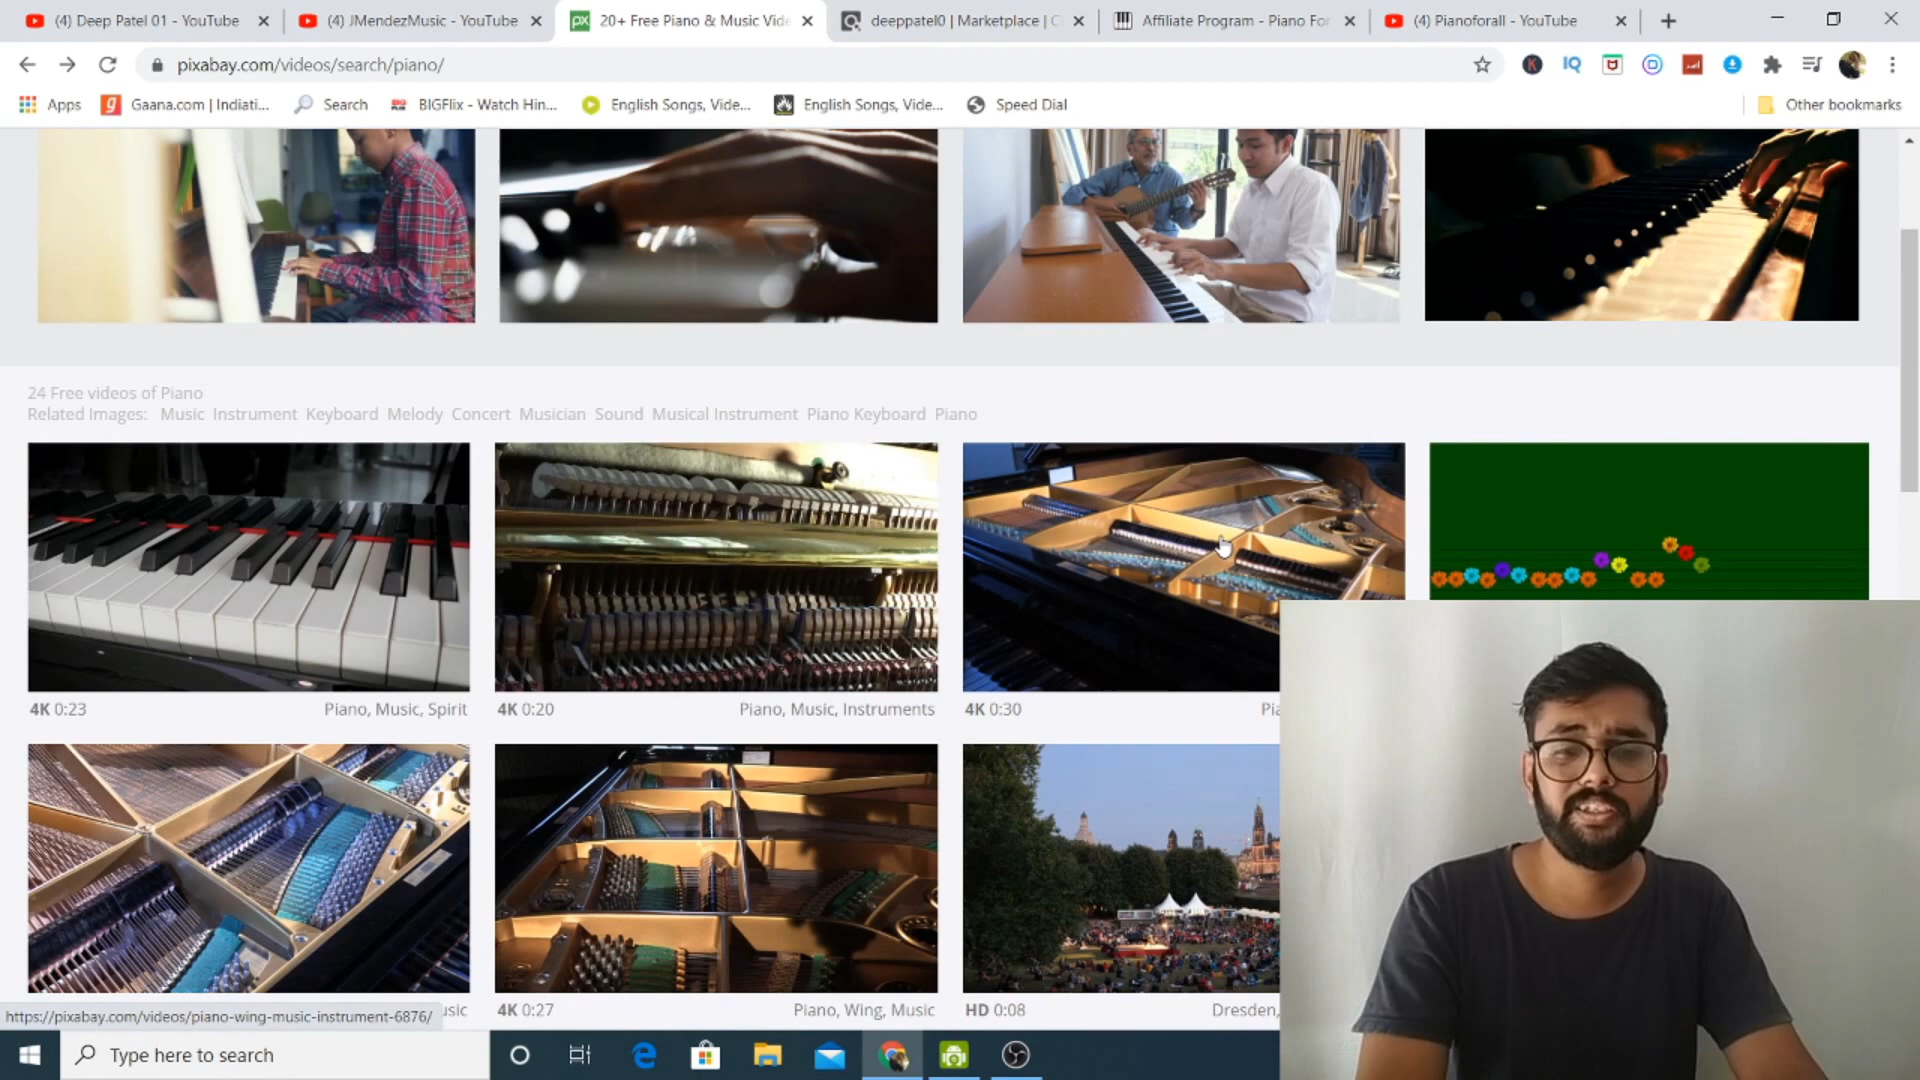 (4) Deep Patel 01 - YouTube
(4) JMendezMusic - YouTube
20+ Free Piano & Music Vide
deeppatel0 | Marketplace | C
Affiliate Program - Piano For
(4) Pianoforall - YouTube
pixabay.com/videos/search/piano/
Apps
Gaana.com | Indiati...
Search
BIGFlix - Watch Hin...
English Songs, Vide...
English Songs, Vide...
Speed Dial
Other bookmarks
24 Free videos of Piano
Related Images: Music Instrument Keyboard Melody Concert Musician Sound Musical Instrument Piano Keyboard Piano
4K 0:23
Piano, Music, Spirit
4K 0:20
Piano, Music, Instruments
4K 0:30
4K 0:27
Piano, Wing, Music
HD 0:08
Dresden,
https://pixabay.com/videos/piano-wing-music-instrument-6876/
Type here to search